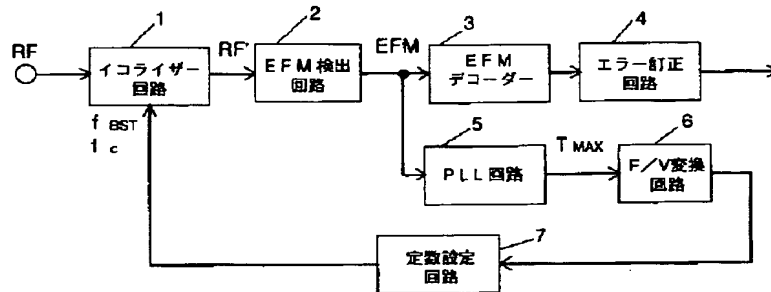 1
2
3
4
RF
イコライザー
回路
RF'
EFM検出
回路
EFM
EFM
デコーダー
エラー訂正
回路
f BST
f c
5
PLL回路
T MAX
6
F/V変換
回路
7
定数設定
回路